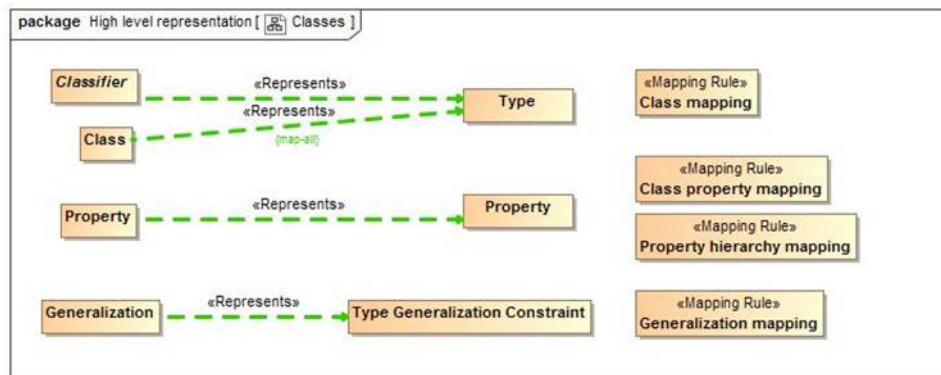 package High level representation [ Classes ]
Classifier
«Represents»
Type
«Mapping Rule»
Class mapping
«Represents»
Class
{map-all}
«Mapping Rule»
Class property mapping
Property
«Represents»
Property
«Mapping Rule»
Property hierarchy mapping
Generalization
«Represents»
Type Generalization Constraint
«Mapping Rule»
Generalization mapping